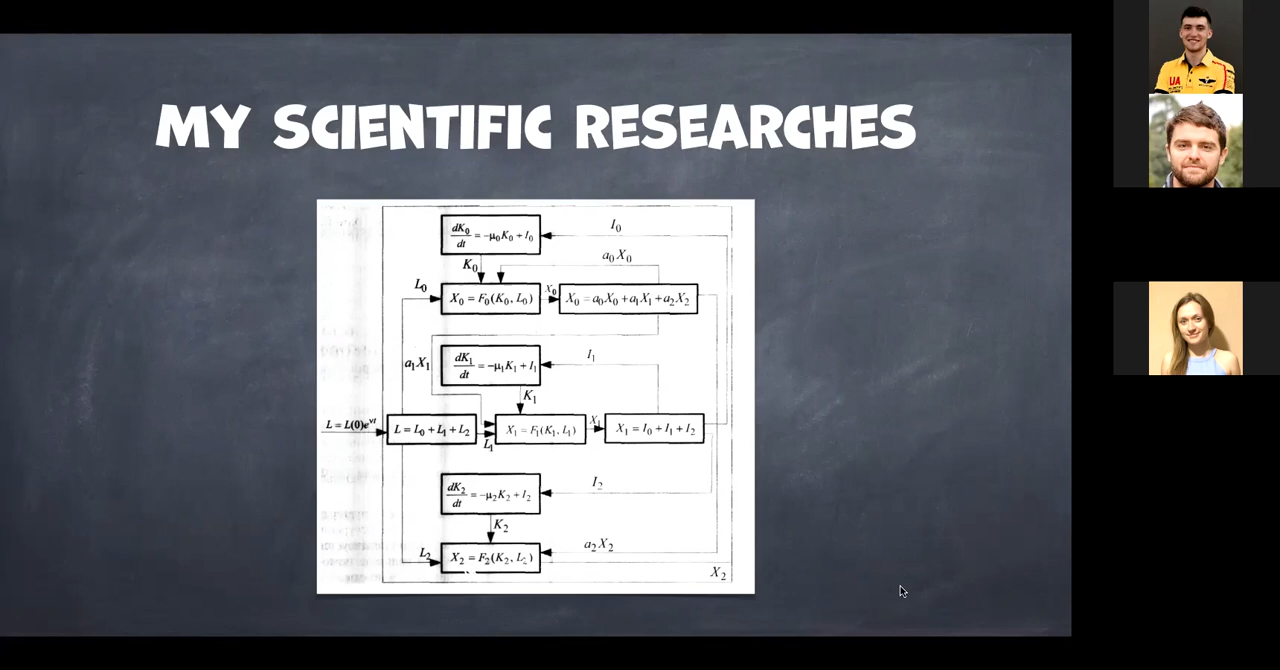 MY SCIENTIFIC RESEARCHES
I₀
dK₀/dt = -μ₀K₀ + I₀
a₀X₀
K₀
L₀
X₀ = F₀(K₀, L₀)
X₀
X₀ = a₀X₀ + a₁X₁ + a₂X₂
a₁X₁
dK₁/dt = -μ₁K₁ + I₁
I₁
K₁
L = L(0)eᵛᵗ
L = L₀ + L₁ + L₂
L₁
X₁ = F₁(K₁, L₁)
X₁
X₁ = I₀ + I₁ + I₂
dK₂/dt = -μ₂K₂ + I₂
I₂
K₂
a₂X₂
L₂
X₂ = F₂(K₂, L₂)
X₂
UA